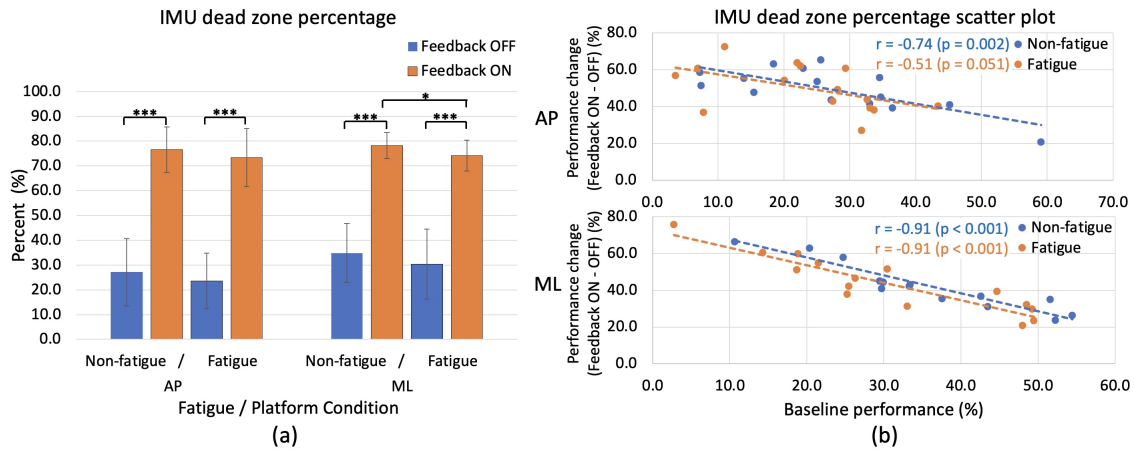 IMU dead zone percentage
Feedback OFF
Feedback ON
Percent (%)
100.0
90.0
80.0
70.0
60.0
50.0
40.0
30.0
20.0
10.0
0.0
***
***
***
***
*
Non-fatigue / Fatigue
Non-fatigue / Fatigue
AP
ML
Fatigue / Platform Condition
(a)
IMU dead zone percentage scatter plot
AP
Performance change
(Feedback ON - OFF) (%)
80.0
60.0
40.0
20.0
0.0
r = -0.74 (p = 0.002)
Non-fatigue
r = -0.51 (p = 0.051)
Fatigue
0.0 10.0 20.0 30.0 40.0 50.0 60.0 70.0
ML
Performance change
(Feedback ON - OFF) (%)
80.0
60.0
40.0
20.0
0.0
r = -0.91 (p < 0.001)
Non-fatigue
r = -0.91 (p < 0.001)
Fatigue
0.0 10.0 20.0 30.0 40.0 50.0 60.0
Baseline performance (%)
(b)